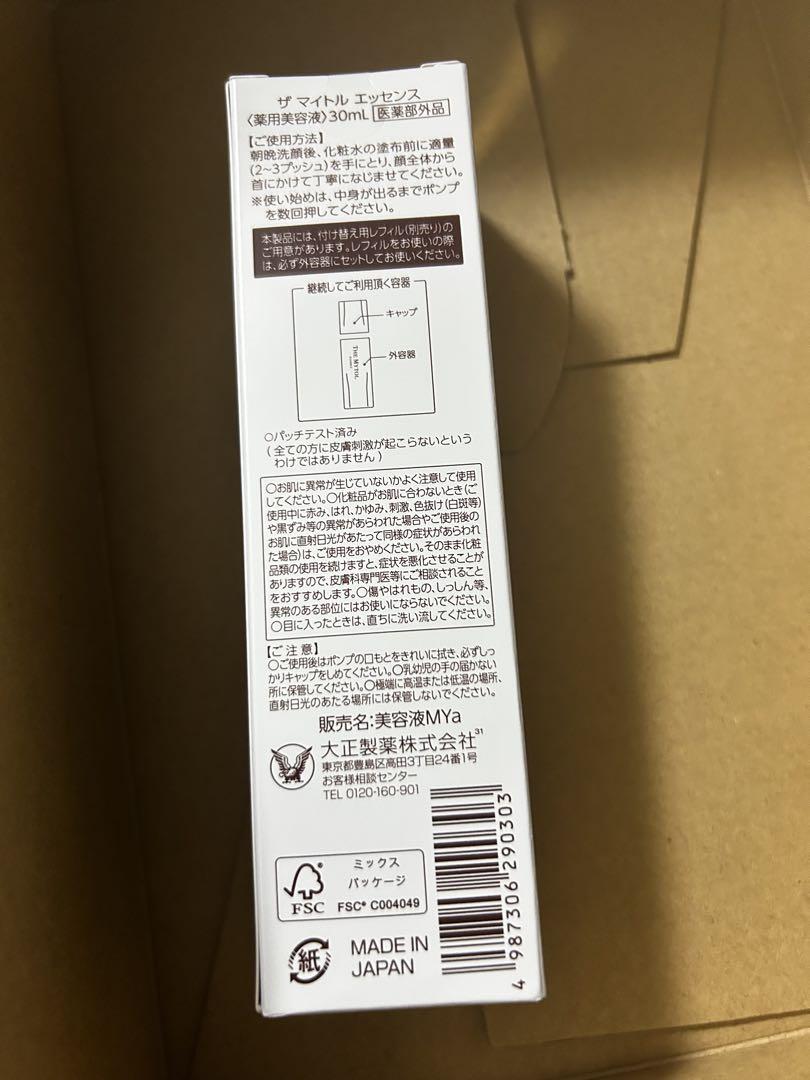 ザ マイトル エッセンス
〈薬用美容液〉30mL 医薬部外品
【ご使用方法】
朝晩洗顔後、化粧水の塗布前に適量
(2~3プッシュ)を手にとり、顔全体から
首にかけて丁寧になじませてください。
※使い始めは、中身が出るまでポンプ
を数回押してください。
本製品には、付け替え用レフィル(別売り)の
ご用意があります。レフィルをお使いの際
は、必ず外容器にセットしてお使いください。
継続してご利用頂く容器
キャップ
THE MYTOL
外容器
○パッチテスト済み
(全ての方に皮膚刺激が起こらないという
わけではありません)
○お肌に異常が生じていないかよく注意して使用
してください。○化粧品がお肌に合わないとき(ご
使用中に赤み、はれ、かゆみ、刺激、色抜け(白斑等)
や黒ずみ等の異常があらわれた場合やご使用後の
お肌に直射日光があたって同様の症状があらわれ
た場合)は、ご使用をおやめください。そのまま化粧
品類の使用を続けますと、症状を悪化させることが
ありますので、皮膚科専門医等にご相談されること
をおすすめします。○傷やはれもの、しっしん等、
異常のある部位にはお使いにならないでください。
○目に入ったときは、直ちに洗い流してください。
【ご注意】
○ご使用後はポンプの口もとをきれいに拭き、必ずしっ
かりキャップをしめてください。○乳幼児の手の届かない
所に保管してください。○極端に高温または低温の場所、
直射日光のあたる場所には保管しないでください。
販売名:美容液MYa
大正製薬株式会社 31
東京都豊島区高田3丁目24番1号
お客様相談センター
TEL 0120-160-901
ミックス
パッケージ
FSC
FSC® C004049
紙
MADE IN
JAPAN
4 987306 290303